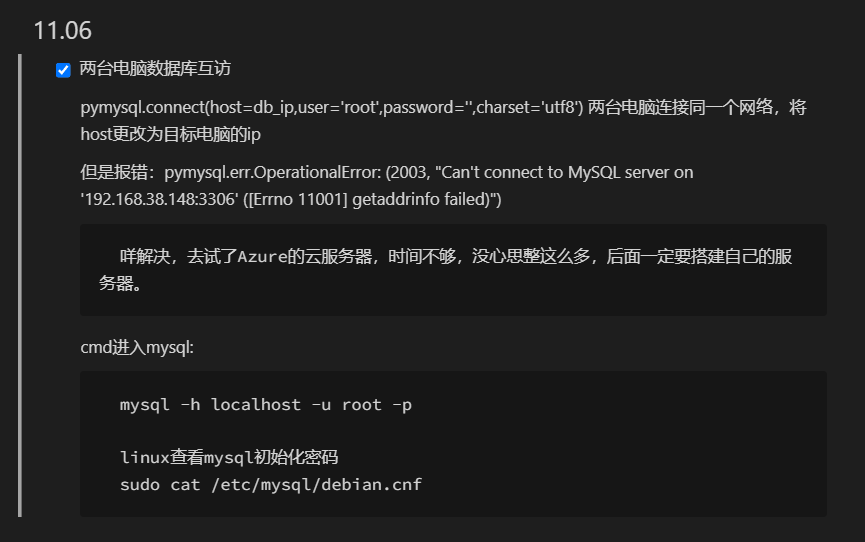 11.06
两台电脑数据库互访
pymysql.connect(host=db_ip,user='root',password='',charset='utf8') 两台电脑连接同一个网络，将
host更改为目标电脑的ip
但是报错：pymysql.err.OperationalError: (2003, "Can't connect to MySQL server on
'192.168.38.148:3306' ([Errno 11001] getaddrinfo failed)")
咩解决，去试了Azure的云服务器，时间不够，没心思整这么多，后面一定要搭建自己的服
务器。
cmd进入mysql:
mysql -h localhost -u root -p
linux查看mysql初始化密码
sudo cat /etc/mysql/debian.cnf